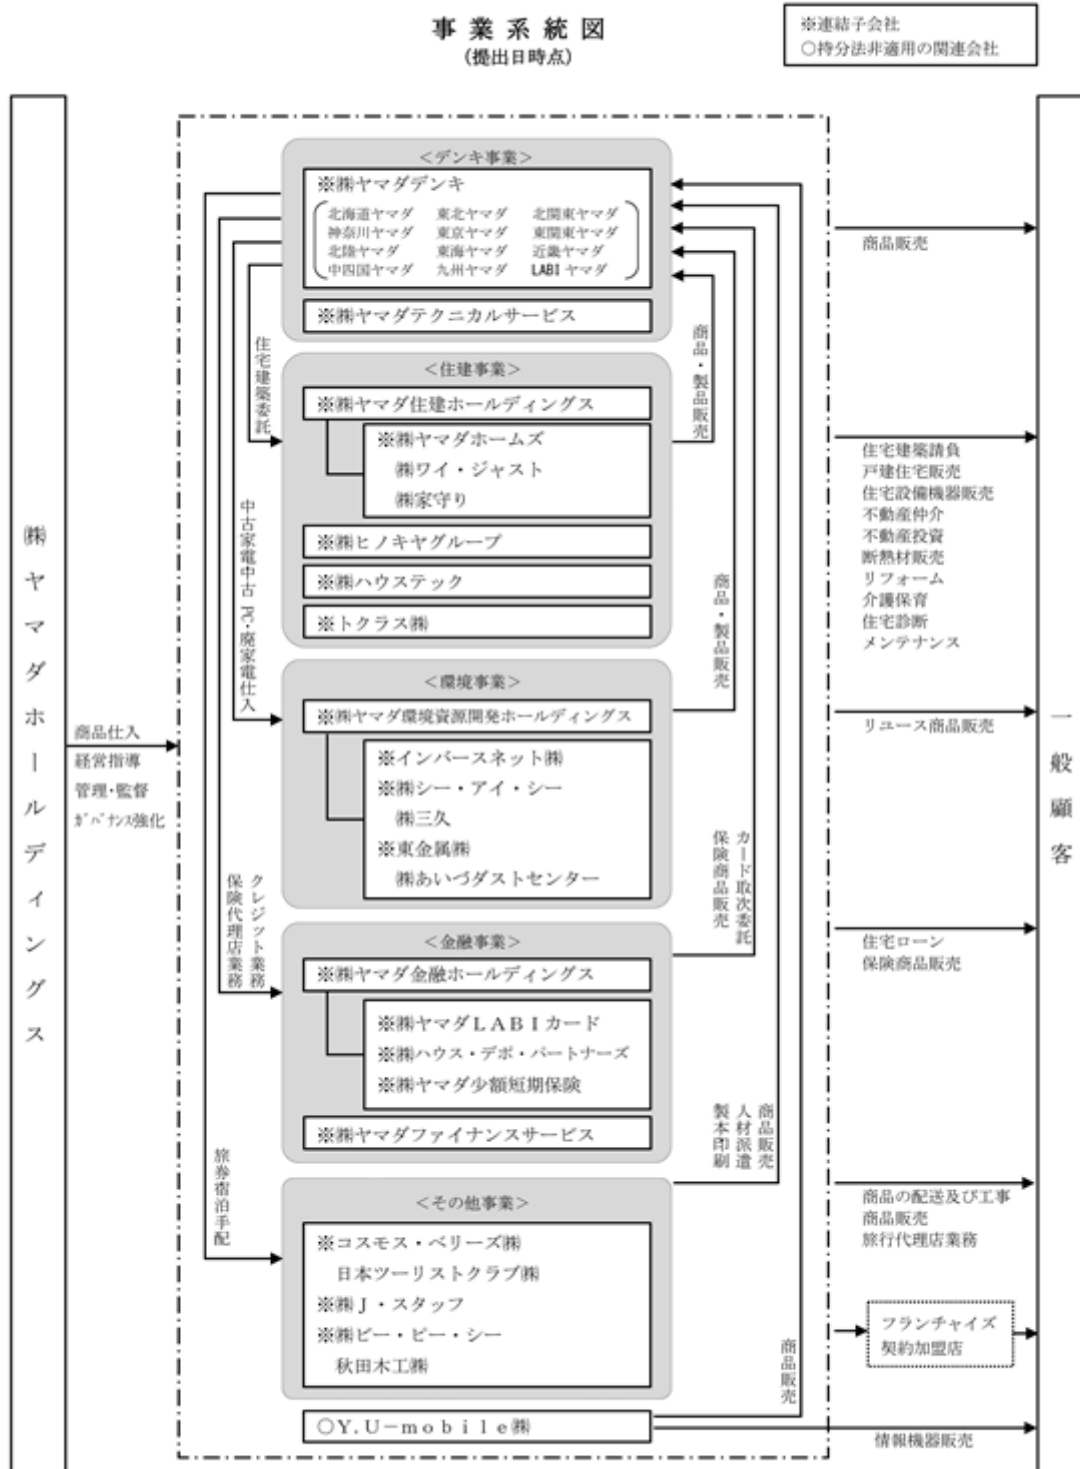 事業系統図
(提出日時点)
※連結子会社
○持分法非適用の関連会社
㈱ヤマダホールディングス
商品仕入
経営指導
管理・監督
ｶﾞﾊﾞﾅﾝｽ強化
＜デンキ事業＞
※㈱ヤマダデンキ
北海道ヤマダ 東北ヤマダ 北関東ヤマダ
神奈川ヤマダ 東京ヤマダ 東関東ヤマダ
北陸ヤマダ 東海ヤマダ 近畿ヤマダ
中四国ヤマダ 九州ヤマダ LABI ヤマダ
※㈱ヤマダテクニカルサービス
住宅建築委託
商品・製品販売
＜住建事業＞
※㈱ヤマダ住建ホールディングス
※㈱ヤマダホームズ
㈱ワイ・ジャスト
㈱家守り
※㈱ヒノキヤグループ
※㈱ハウステック
※トクラス㈱
中古家電中古 PC・廃家電仕入
商品・製品販売
＜環境事業＞
※㈱ヤマダ環境資源開発ホールディングス
※インバースネット㈱
※㈱シー・アイ・シー
㈱三久
※東金属㈱
㈱あいづダストセンター
クレジット業務
保険代理店業務
カード取次委託
保険商品販売
＜金融事業＞
※㈱ヤマダ金融ホールディングス
※㈱ヤマダＬＡＢＩカード
※㈱ハウス・デポ・パートナーズ
※㈱ヤマダ少額短期保険
※㈱ヤマダファイナンスサービス
旅券宿泊手配
商品販売
人材派遣
製本印刷
＜その他事業＞
※コスモス・ベリーズ㈱
日本ツーリストクラブ㈱
※㈱Ｊ・スタッフ
※㈱ピー・ピー・シー
秋田木工㈱
商品販売
○Ｙ.Ｕ－ｍｏｂｉｌｅ㈱
商品販売
住宅建築請負
戸建住宅販売
住宅設備機器販売
不動産仲介
不動産投資
断熱材販売
リフォーム
介護保育
住宅診断
メンテナンス
リユース商品販売
住宅ローン
保険商品販売
商品の配送及び工事
商品販売
旅行代理店業務
フランチャイズ
契約加盟店
情報機器販売
一般顧客